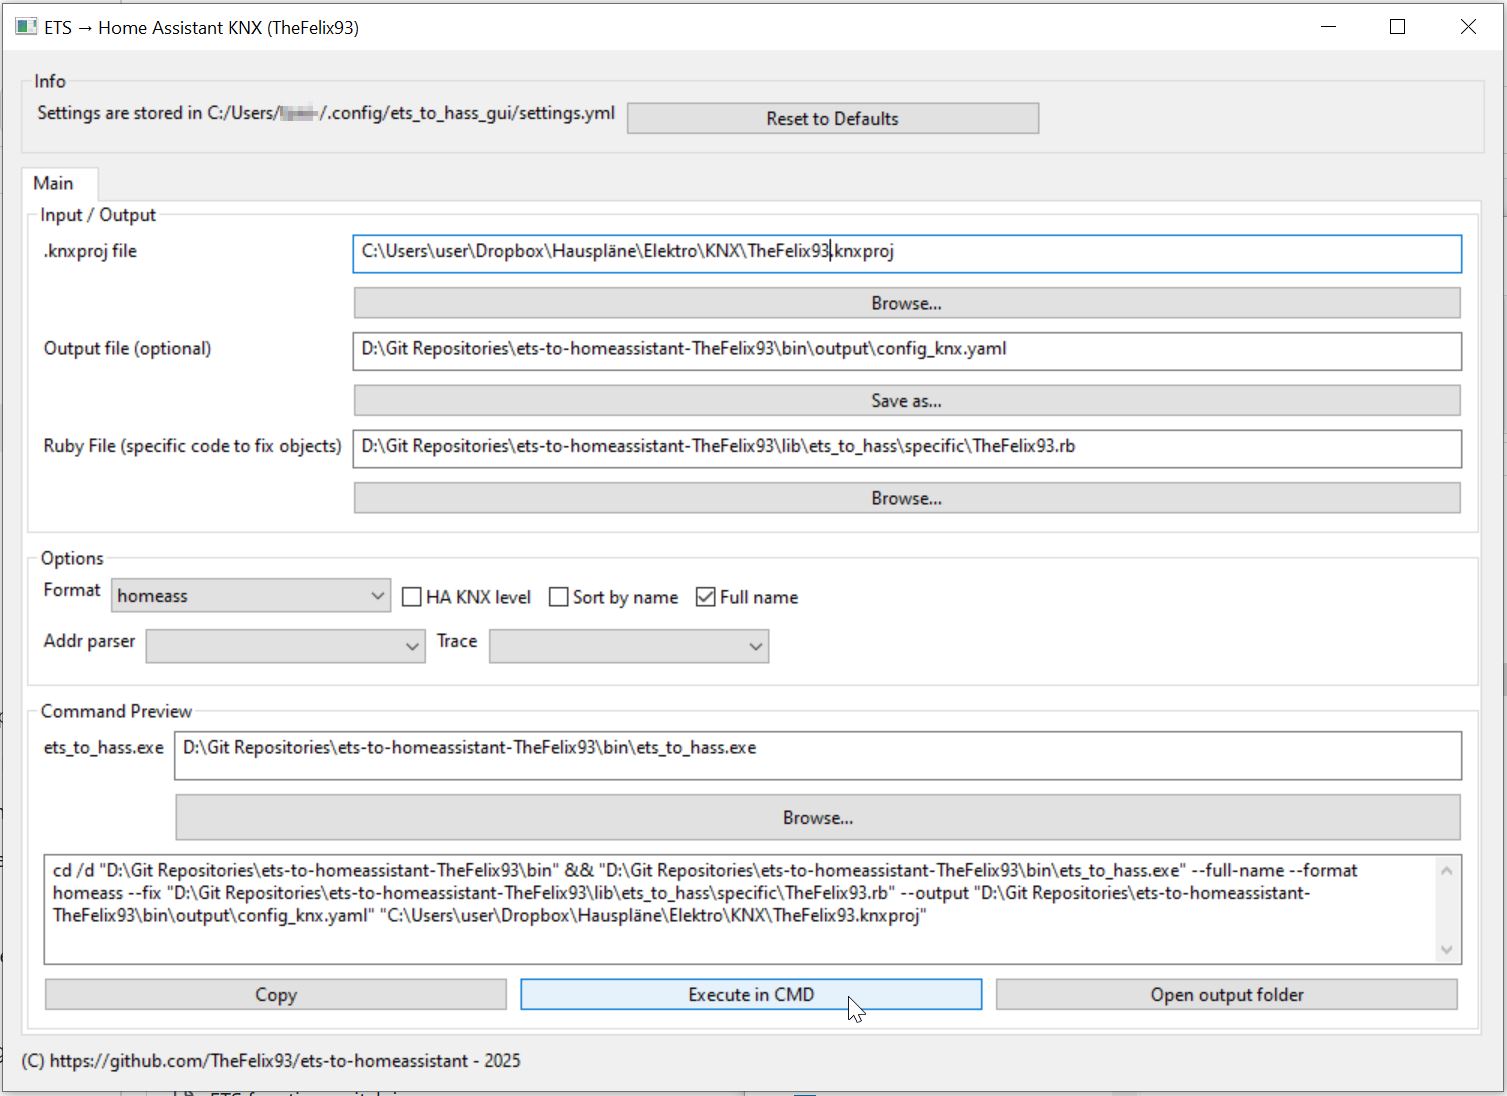 ETS → Home Assistant KNX (TheFelix93)
Info
Settings are stored in C:/Users/ /.config/ets_to_hass_gui/settings.yml
Reset to Defaults
Main
Input / Output
.knxproj file
C:\Users\user\Dropbox\Hauspläne\Elektro\KNX\TheFelix93.knxproj
Browse...
Output file (optional)
D:\Git Repositories\ets-to-homeassistant-TheFelix93\bin\output\config_knx.yaml
Save as...
Ruby File (specific code to fix objects)
D:\Git Repositories\ets-to-homeassistant-TheFelix93\lib\ets_to_hass\specific\TheFelix93.rb
Browse...
Options
Format
homeass
HA KNX level
Sort by name
Full name
Addr parser
Trace
Command Preview
ets_to_hass.exe
D:\Git Repositories\ets-to-homeassistant-TheFelix93\bin\ets_to_hass.exe
Browse...
cd /d "D:\Git Repositories\ets-to-homeassistant-TheFelix93\bin" && "D:\Git Repositories\ets-to-homeassistant-TheFelix93\bin\ets_to_hass.exe" --full-name --format
homeass --fix "D:\Git Repositories\ets-to-homeassistant-TheFelix93\lib\ets_to_hass\specific\TheFelix93.rb" --output "D:\Git Repositories\ets-to-homeassistant-
TheFelix93\bin\output\config_knx.yaml" "C:\Users\user\Dropbox\Hauspläne\Elektro\KNX\TheFelix93.knxproj"
Copy
Execute in CMD
Open output folder
(C) https://github.com/TheFelix93/ets-to-homeassistant - 2025